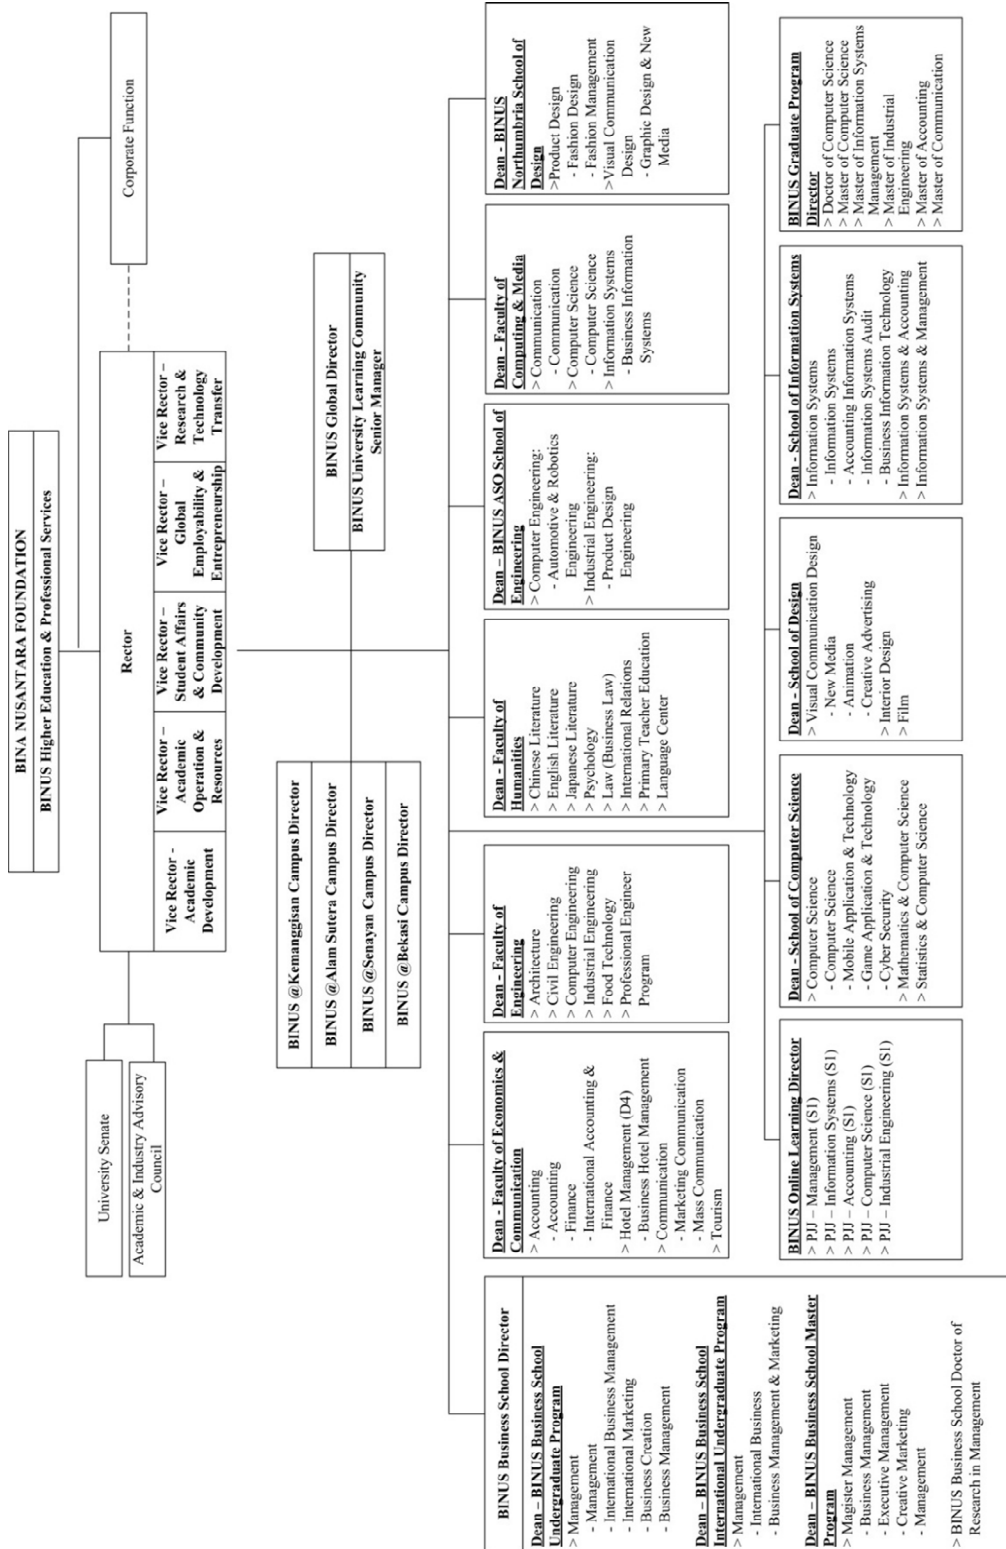 BINA NUSANTARA FOUNDATION
BINUS Higher Education & Professional Services
University Senate
Academic & Industry Advisory
Council
Rector
Vice Rector -
Academic
Development
Vice Rector –
Academic
Operation &
Resources
Vice Rector –
Student Affairs
& Community
Development
Vice Rector –
Global
Employability &
Entrepreneurship
Vice Rector –
Research &
Technology
Transfer
Corporate Function
BINUS @Kemanggisan Campus Director
BINUS @Alam Sutera Campus Director
BINUS @Senayan Campus Director
BINUS @Bekasi Campus Director
BINUS Global Director
BINUS University Learning Community
Senior Manager
BINUS Business School Director
Dean – BINUS Business School
Undergraduate Program
> Management
- Management
- International Business Management
- International Marketing
- Business Creation
- Business Management
Dean – BINUS Business School
International Undergraduate Program
> Management
- International Business
- Business Management & Marketing
Dean – BINUS Business School Master
Program
> Magister Management
- Business Management
- Executive Management
- Creative Marketing
- Management
> BINUS Business School Doctor of
Research in Management
Dean - Faculty of Economics &
Communication
> Accounting
- Accounting
- Finance
- International Accounting &
Finance
> Hotel Management (D4)
- Business Hotel Management
> Communication
- Marketing Communication
- Mass Communication
> Tourism
Dean - Faculty of
Engineering
> Architecture
> Civil Engineering
> Computer Engineering
> Industrial Engineering
> Food Technology
> Professional Engineer
Program
Dean - Faculty of
Humanities
> Chinese Literature
> English Literature
> Japanese Literature
> Psychology
> Law (Business Law)
> International Relations
> Primary Teacher Education
> Language Center
Dean – BINUS ASO School of
Engineering
> Computer Engineering:
- Automotive & Robotics
Engineering
> Industrial Engineering:
- Product Design
Engineering
Dean - Faculty of
Computing & Media
> Communication
- Communication
> Computer Science
- Computer Science
> Information Systems
- Business Information
Systems
Dean - BINUS
Northumbria School of
Design
>Product Design
- Fashion Design
- Fashion Management
>Visual Communication
Design
- Graphic Design & New
Media
BINUS Online Learning Director
> PJJ – Management (S1)
> PJJ – Information Systems (S1)
> PJJ – Accounting (S1)
> PJJ – Computer Science (S1)
> PJJ – Industrial Engineering (S1)
Dean - School of Computer Science
> Computer Science
- Computer Science
- Mobile Application & Technology
- Game Application & Technology
- Cyber Security
> Mathematics & Computer Science
> Statistics & Computer Science
Dean - School of Design
> Visual Communication Design
- New Media
- Animation
- Creative Advertising
> Interior Design
> Film
Dean - School of Information Systems
> Information Systems
- Information Systems
- Accounting Information Systems
- Information Systems Audit
- Business Information Technology
> Information Systems & Accounting
> Information Systems & Management
BINUS Graduate Program
Director
> Doctor of Computer Science
> Master of Computer Science
> Master of Information Systems
Management
> Master of Industrial
Engineering
> Master of Accounting
> Master of Communication